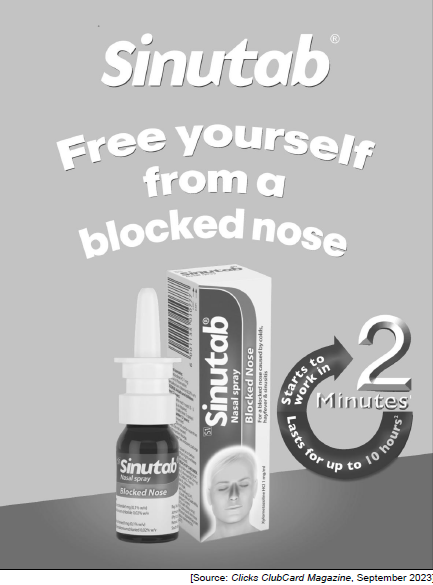 Sinutab®
Free yourself
from a
blocked nose
Sinutab
Sinutab®
Nasal spray
Blocked Nose
For a blocked nose caused by colds,
hayfever & sinusitis
Sinutab
Nasal spray
Blocked Nose
Starts to
work in
2
Minutes
Lasts for up to 10 hours
[Source: Clicks ClubCard Magazine, September 2023]